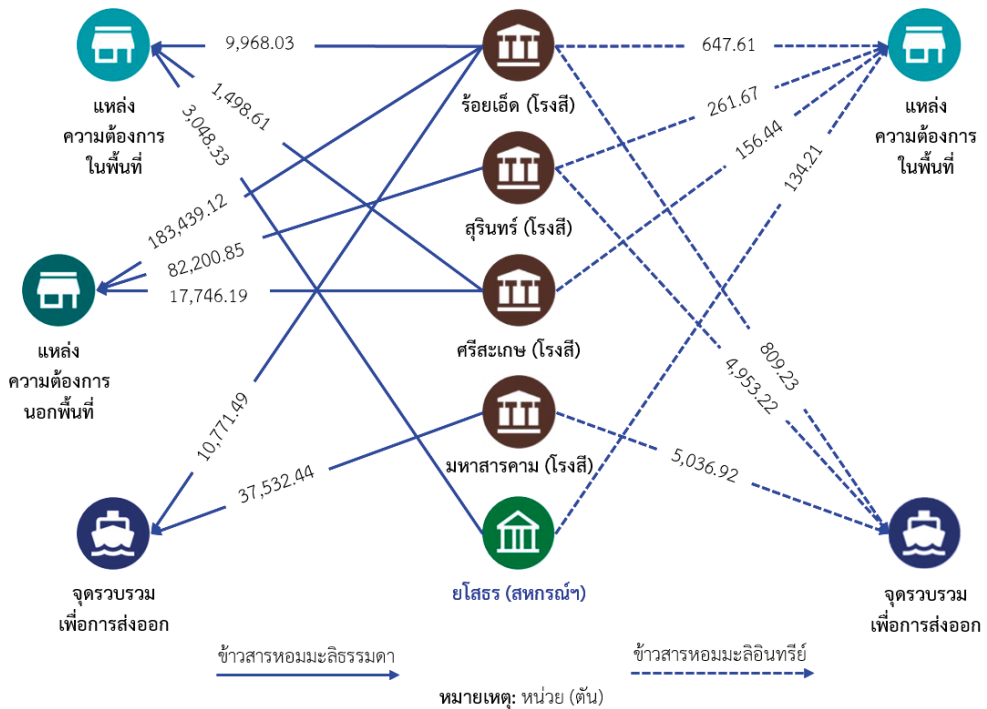 9,968.03
647.61
1,498.61
3,048.33
261.67
156.44
134.21
แหล่ง
ความต้องการ
ในพื้นที่
ร้อยเอ็ด (โรงสี)
แหล่ง
ความต้องการ
ในพื้นที่
183,439.12
82,200.85
17,746.19
สุรินทร์ (โรงสี)
แหล่ง
ความต้องการ
นอกพื้นที่
ศรีสะเกษ (โรงสี)
809.23
4,953.22
10,771.49
37,532.44
มหาสารคาม (โรงสี)
5,036.92
จุดรวบรวม
เพื่อการส่งออก
ยโสธร (สหกรณ์ฯ)
จุดรวบรวม
เพื่อการส่งออก
ข้าวสารหอมมะลิธรรมดา
ข้าวสารหอมมะลิอินทรีย์
หมายเหตุ: หน่วย (ตัน)